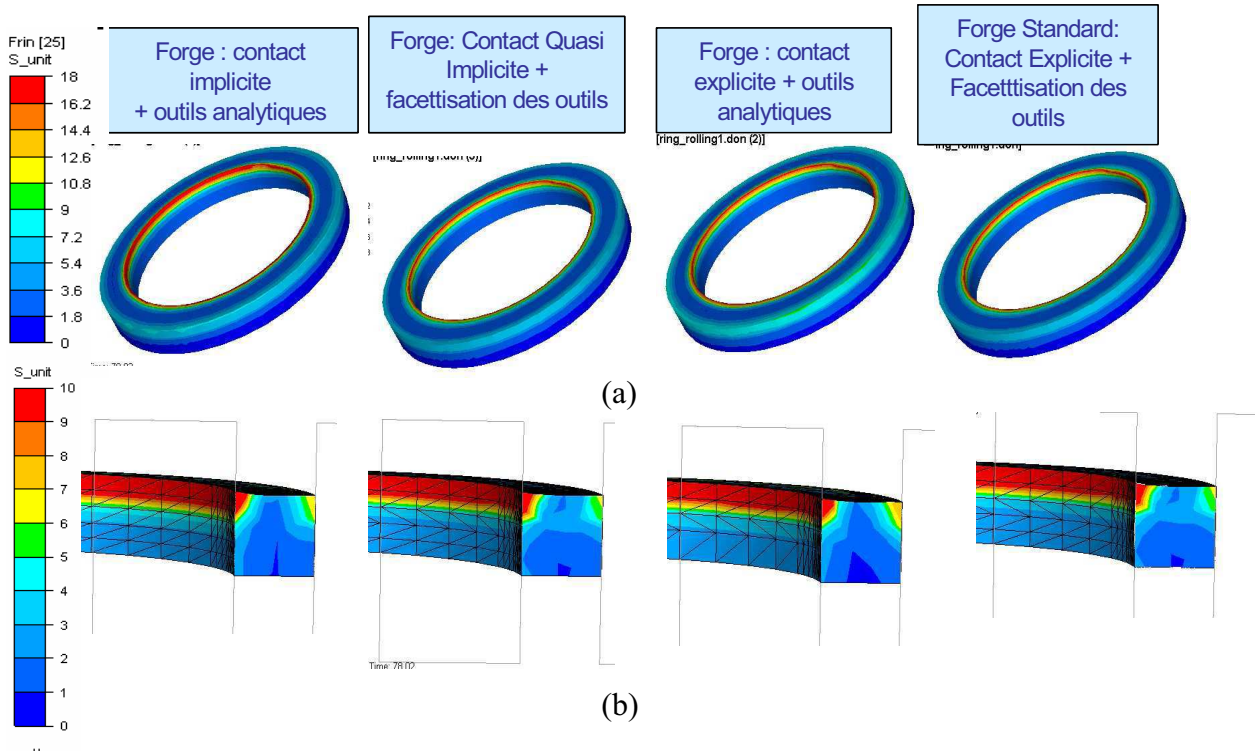 Frin [25]
S_unit
18
16.2
14.4
12.6
10.8
9
7.2
5.4
3.6
1.8
0
Forge : contact
implicite
+ outils analytiques
Forge: Contact Quasi
Implicite +
facettisation des outils
Forge : contact
explicite + outils
analytiques
Forge Standard:
Contact Explicite +
Facetttisation des
outils
[ring_rolling1.don (2)]
(a)
S_unit
10
9
8
7
6
5
4
3
2
1
0
Time: 78.02
(b)